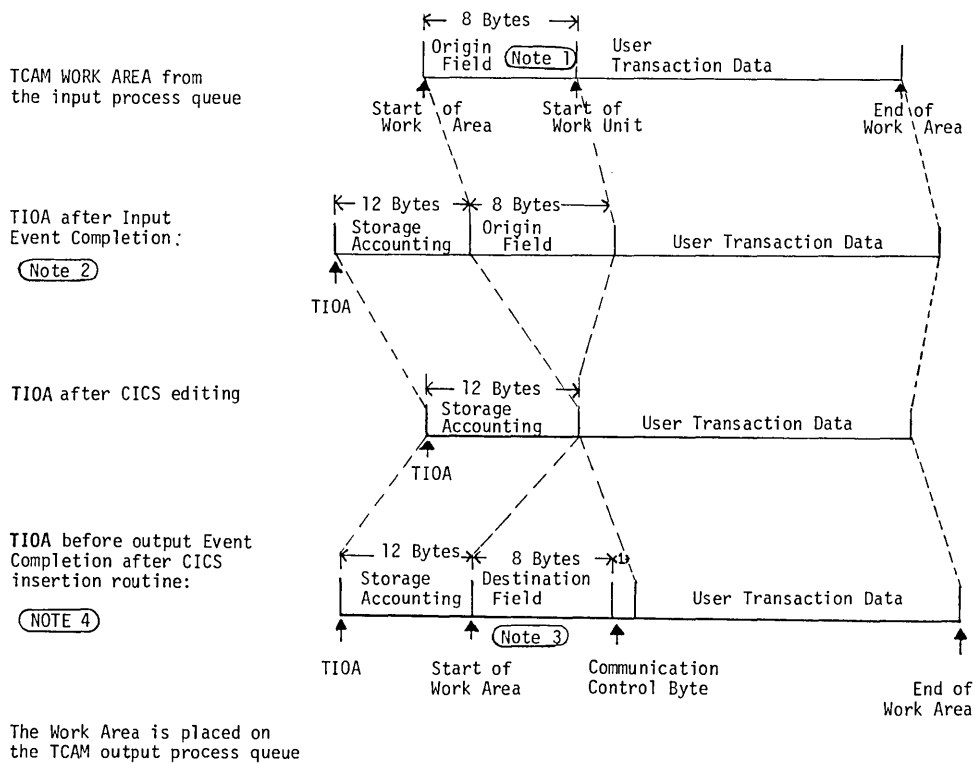 8 Bytes
Origin Field
Note 1
User Transaction Data
TCAM WORK AREA from
the input process queue
Start of Work Area
Start of Work Unit
End of Work Area
12 Bytes
8 Bytes
TIOA after Input
Event Completion:
Note 2
Storage Accounting
Origin Field
User Transaction Data
TIOA
TIOA after CICS editing
12 Bytes
Storage Accounting
User Transaction Data
TIOA
TIOA before output Event
Completion after CICS
insertion routine:
NOTE 4
12 Bytes
8 Bytes
1
Storage Accounting
Destination Field
User Transaction Data
Note 3
TIOA
Start of Work Area
Communication Control Byte
End of Work Area
The Work Area is placed on
the TCAM output process queue